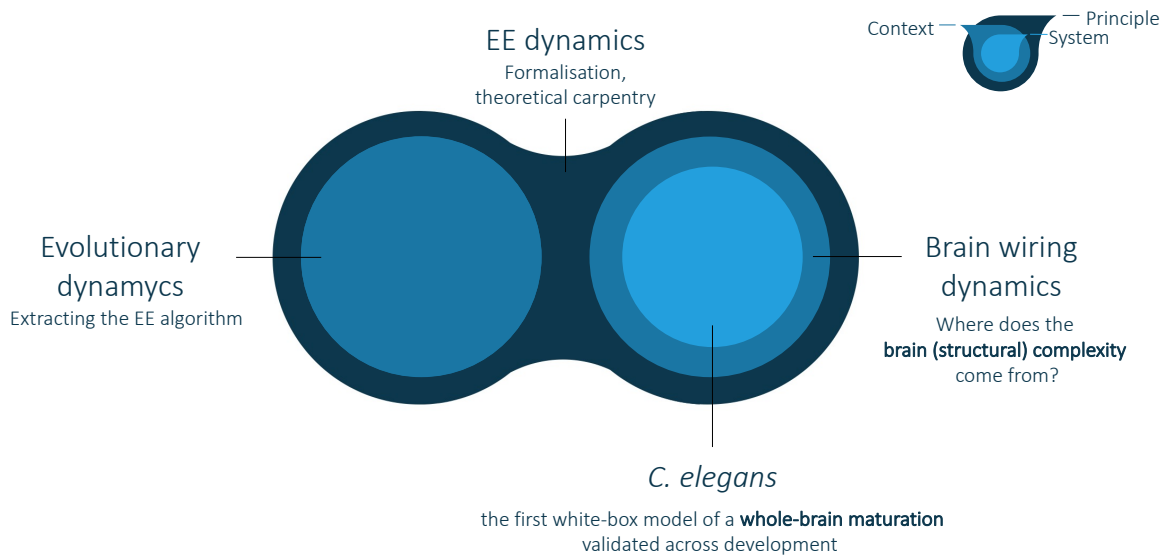 EE dynamics
Formalisation,
theoretical carpentry
Context
Principle
System
Evolutionary
dynamycs
Extracting the EE algorithm
Brain wiring
dynamics
Where does the
brain (structural) complexity
come from?
C. elegans
the first white-box model of a whole-brain maturation
validated across development